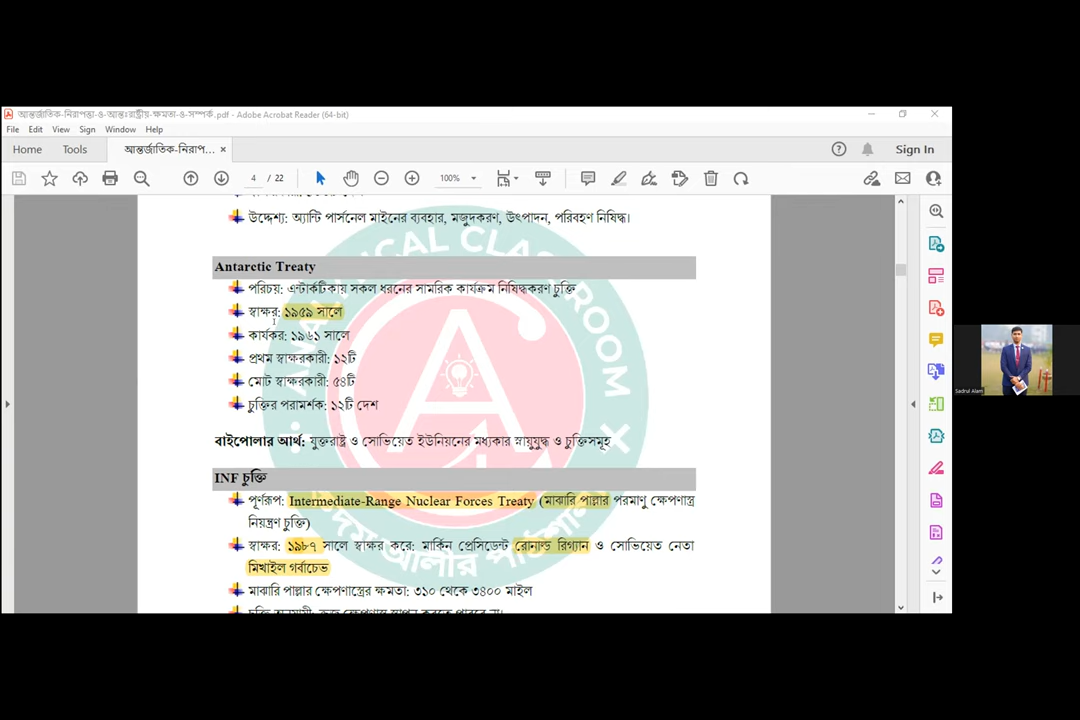 আন্তর্জাতিক-নিরাপত্তা-ও-আন্তঃরাষ্ট্রীয়-ক্ষমতা-ও-সম্পর্ক.pdf - Adobe Acrobat Reader (64-bit)
File Edit View Sign Window Help
Home Tools আন্তর্জাতিক-নিরাপ... × Sign In
4 / 22 100%
উদ্দেশ্য: অ্যান্টি পার্সনেল মাইনের ব্যবহার, মজুদকরণ, উৎপাদন, পরিবহণ নিষিদ্ধ।
Antarctic Treaty
পরিচয়: এন্টার্কটিকায় সকল ধরনের সামরিক কার্যক্রম নিষিদ্ধকরণ চুক্তি
স্বাক্ষর: ১৯৫৯ সালে
কার্যকর: ১৯৬১ সালে
প্রথম স্বাক্ষরকারী: ১২টি
মোট স্বাক্ষরকারী: ৫৪টি
চুক্তির পরামর্শক: ১২টি দেশ
বাইপোলার আর্থ: যুক্তরাষ্ট্র ও সোভিয়েত ইউনিয়নের মধ্যকার স্নায়ুযুদ্ধ ও চুক্তিসমূহ
INF চুক্তি
পূর্ণরূপ: Intermediate-Range Nuclear Forces Treaty (মাঝারি পাল্লার পরমাণু ক্ষেপণাস্ত্র
নিয়ন্ত্রণ চুক্তি)
স্বাক্ষর: ১৯৮৭ সালে স্বাক্ষর করে: মার্কিন প্রেসিডেন্ট রোনাল্ড রিগ্যান ও সোভিয়েত নেতা
মিখাইল গর্বাচেভ
মাঝারি পাল্লার ক্ষেপণাস্ত্রের ক্ষমতা: ৩১০ থেকে ৩৪০০ মাইল
Sadrul Alam